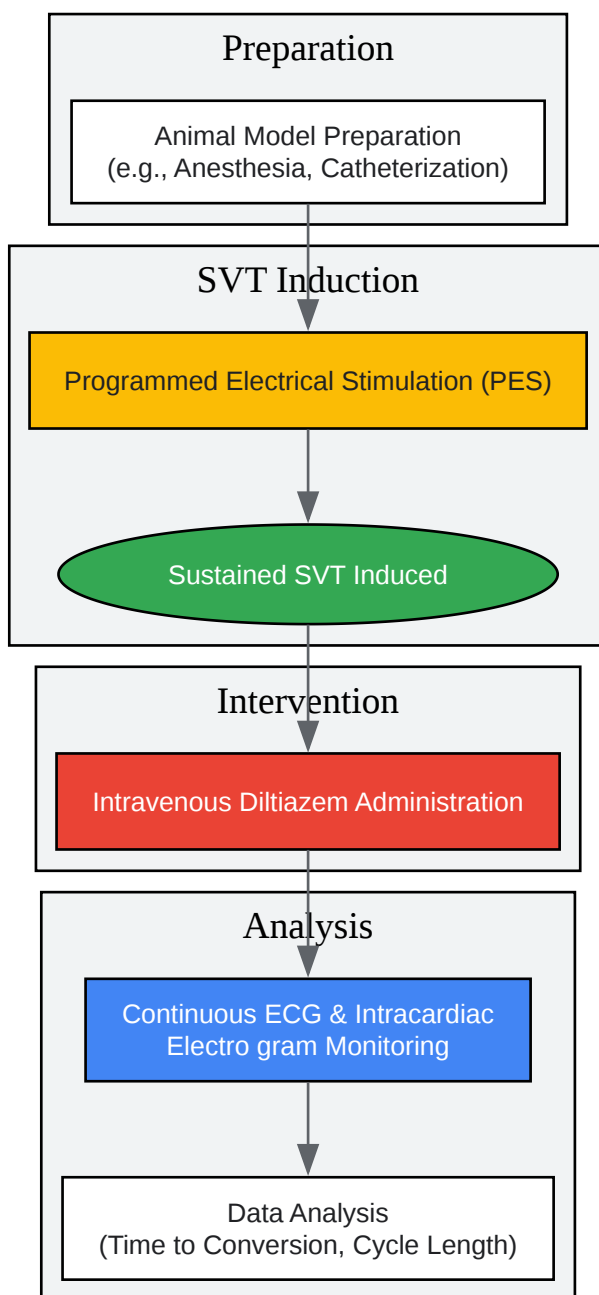 Preparation
Animal Model Preparation
(e.g., Anesthesia, Catheterization)
SVT Induction
Programmed Electrical Stimulation (PES)
Sustained SVT Induced
Intervention
Intravenous Diltiazem Administration
Analysis
Continuous ECG & Intracardiac
Electro gram Monitoring
Data Analysis
(Time to Conversion, Cycle Length)